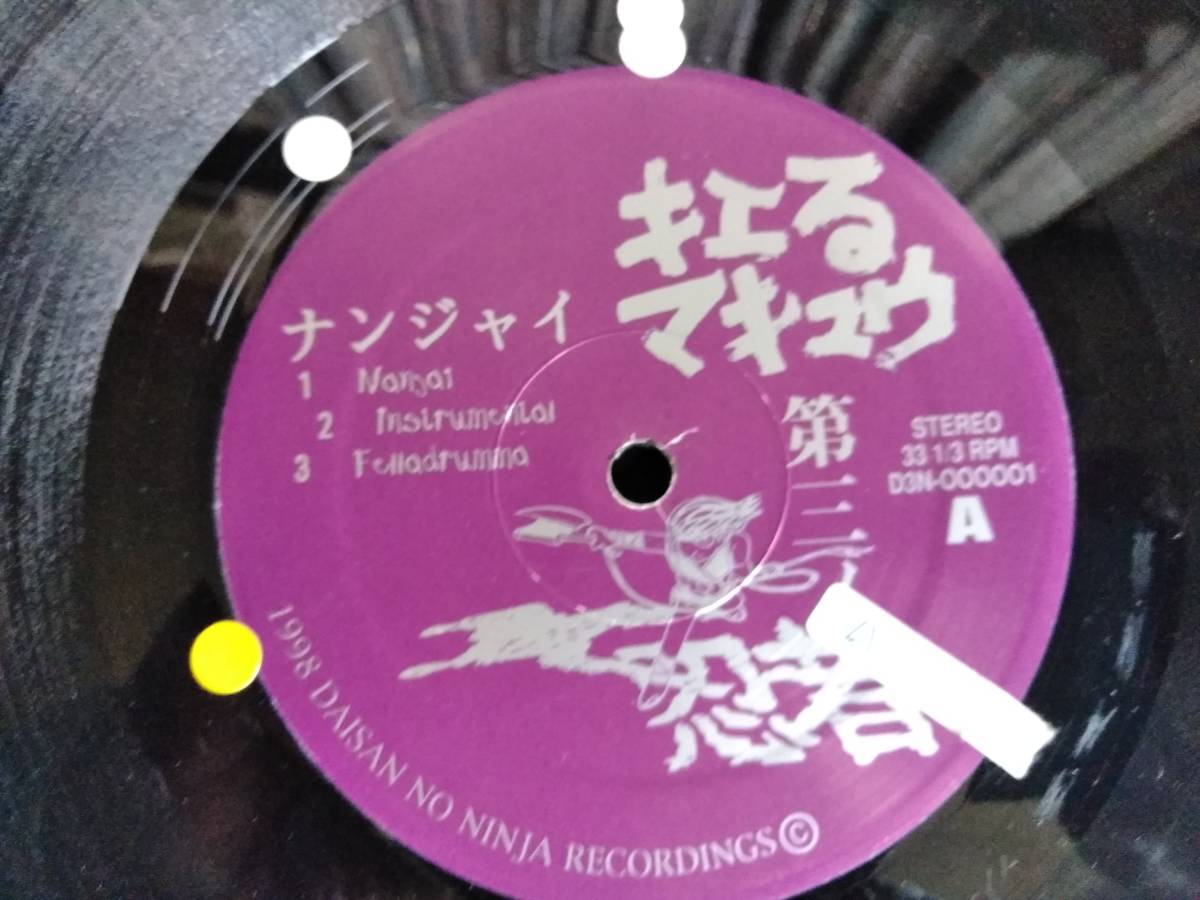 キエる
マキュウ
ナンジャイ
1 Nanjai
2 Instrumental
3 Felladrumma
第三
STEREO
33 1/3 RPM
D3N-000001
A
1998 DAISAN NO NINJA RECORDINGS©